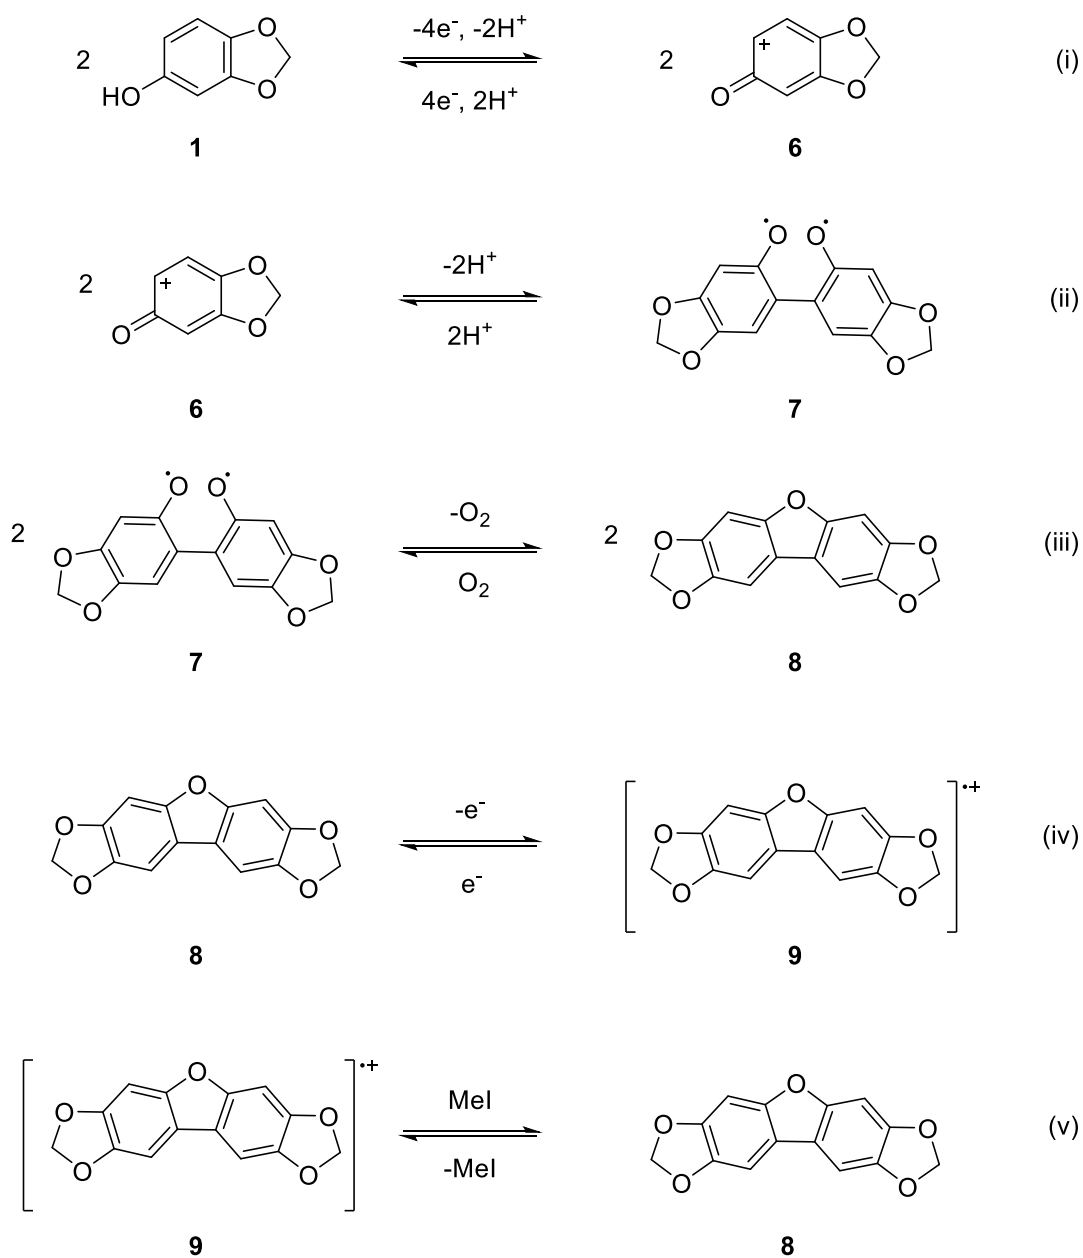 2 HO O O -4e-, -2H+ 2 O O O + (i)
4e-, 2H+
1 6
2 O O O + -2H+ O O O O O O (ii)
2H+
6 7
2 O O O O O O -O2 2 O O O O O (iii)
O2
7 8
O O O O O -e- O O O O O •+ (iv)
e-
8 9
O O O O O •+ MeI O O O O O (v)
-MeI
9 8